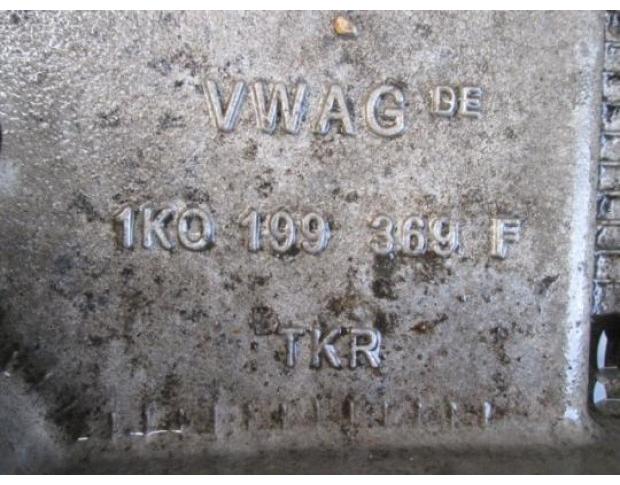 VWAG DE
1K0 199 369 F
TKR